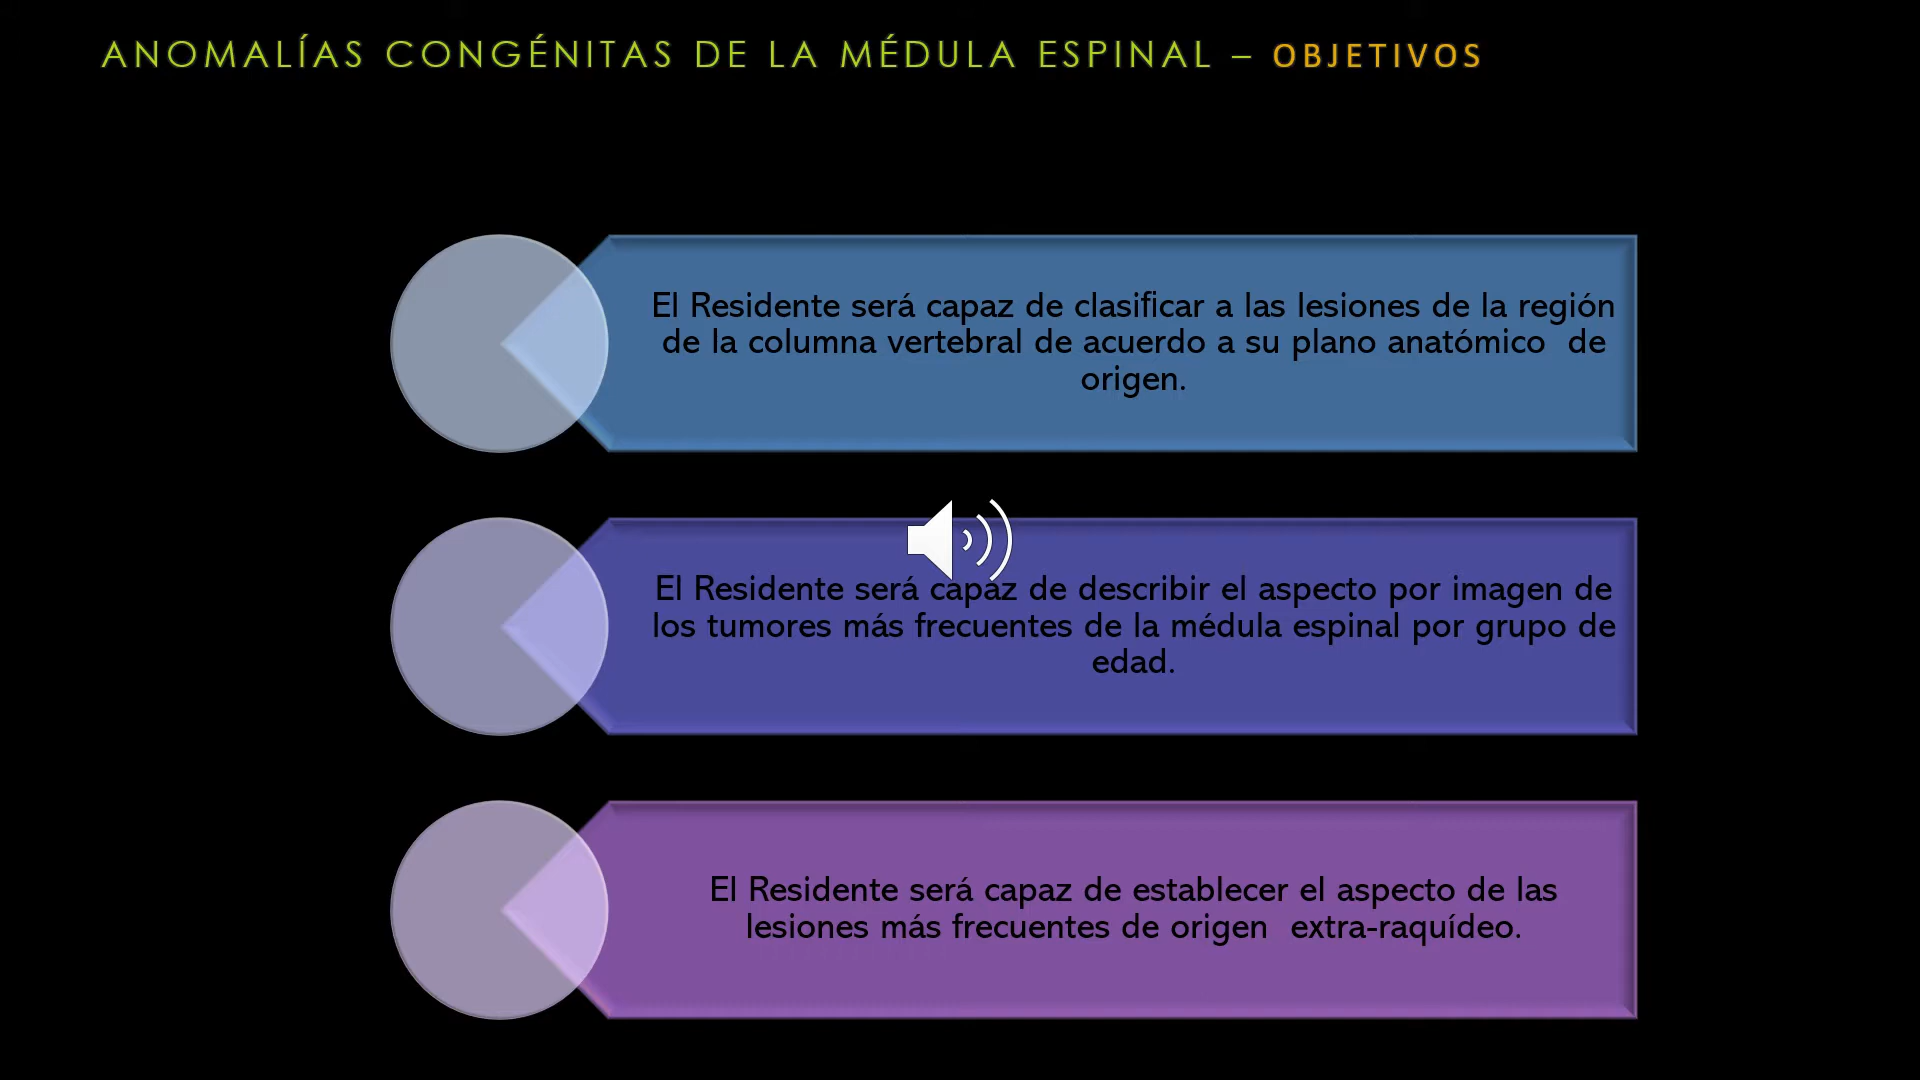 ANOMALÍAS CONGÉNITAS DE LA MÉDULA ESPINAL – OBJETIVOS
El Residente será capaz de clasificar a las lesiones de la región
de la columna vertebral de acuerdo a su plano anatómico de
origen.
El Residente será capaz de describir el aspecto por imagen de
los tumores más frecuentes de la médula espinal por grupo de
edad.
El Residente será capaz de establecer el aspecto de las
lesiones más frecuentes de origen extra-raquídeo.